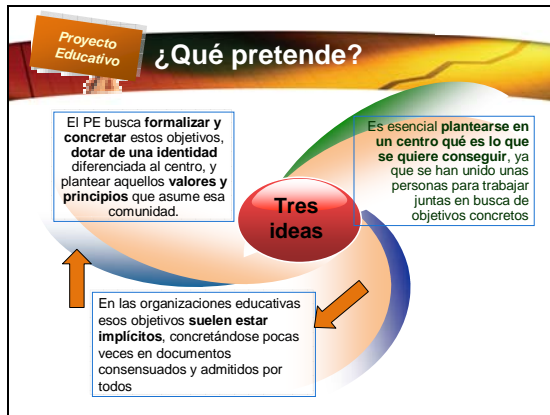 Proyecto
Educativo
¿Qué pretende?
El PE busca formalizar y
concretar estos objetivos,
dotar de una identidad
diferenciada al centro, y
plantear aquellos valores y
principios que asume esa
comunidad.
Es esencial plantearse en
un centro qué es lo que
se quiere conseguir, ya
que se han unido unas
personas para trabajar
juntas en busca de
objetivos concretos
Tres
ideas
En las organizaciones educativas
esos objetivos suelen estar
implícitos, concretándose pocas
veces en documentos
consensuados y admitidos por
todos